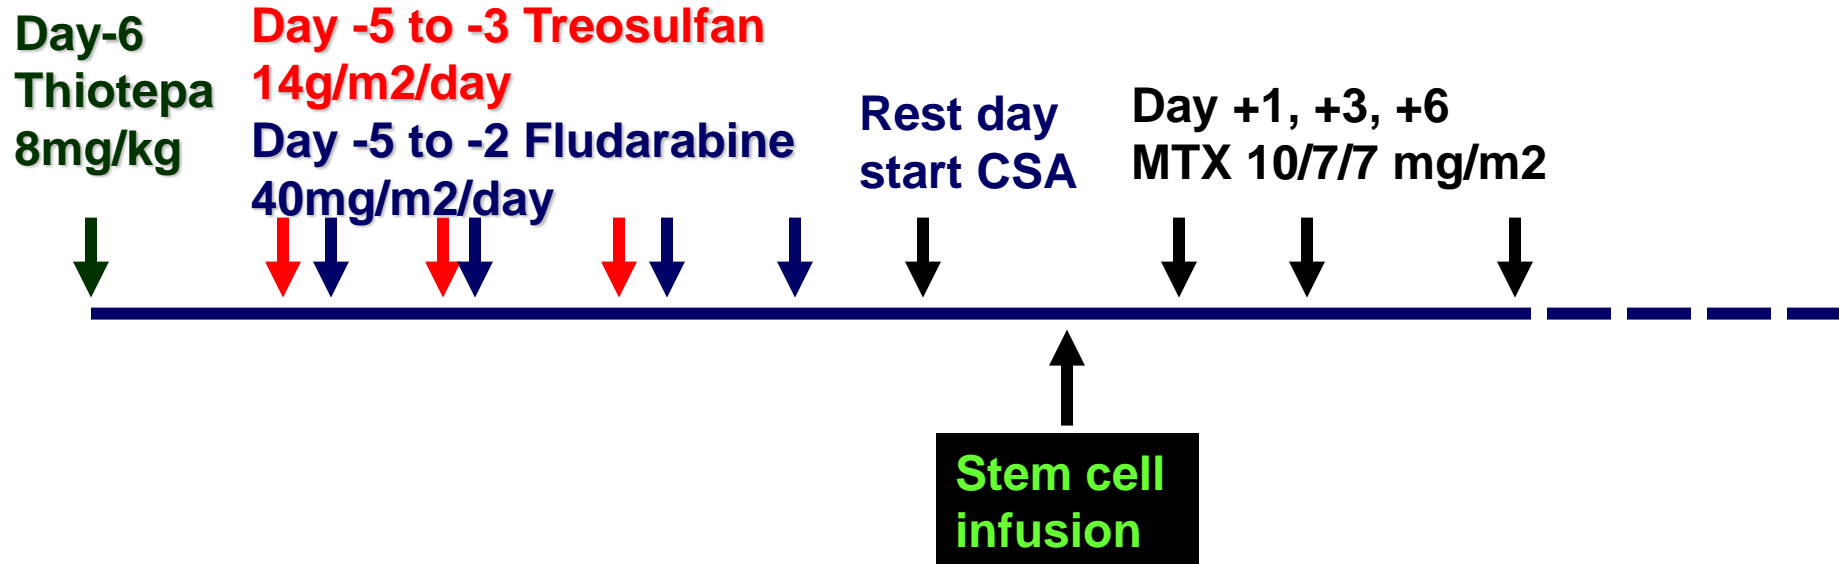 Day-6
Thiotepa
8mg/kg
Day -5 to -3 Treosulfan
14g/m2/day
Day -5 to -2 Fludarabine
40mg/m2/day
Rest day
start CSA
Day +1, +3, +6
MTX 10/7/7 mg/m2
Stem cell
infusion